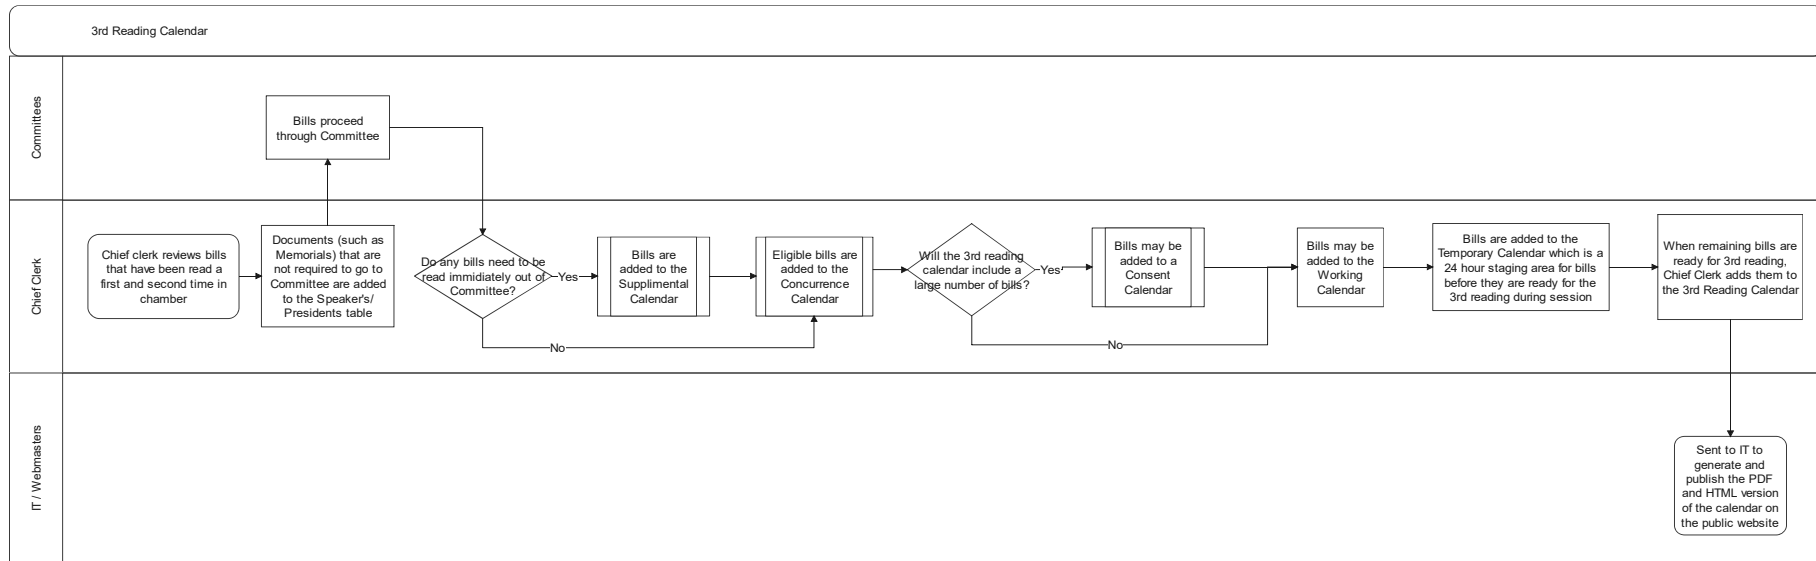 3rd Reading Calendar
Committees
Bills proceed
through Committee
Chief Clerk
Chief clerk reviews bills
that have been read a
first and second time in
chamber
Documents (such as
Memorials) that are
not required to go to
Committee are added
to the Speaker's/
Presidents table
Do any bills need to be
read immidiately out of
Committee?
Yes
No
Bills are
added to the
Supplimental
Calendar
Eligible bills are
added to the
Concurrence
Calendar
Will the 3rd reading
calendar include a
large number of bills?
Yes
No
Bills may be
added to a
Consent
Calendar
Bills may be
added to the
Working
Calendar
Bills are added to the
Temporary Calendar which is a
24 hour staging area for bills
before they are ready for the
3rd reading during session
When remaining bills are
ready for 3rd reading,
Chief Clerk adds them to
the 3rd Reading Calendar
IT / Webmasters
Sent to IT to
generate and
publish the PDF
and HTML version
of the calendar on
the public website